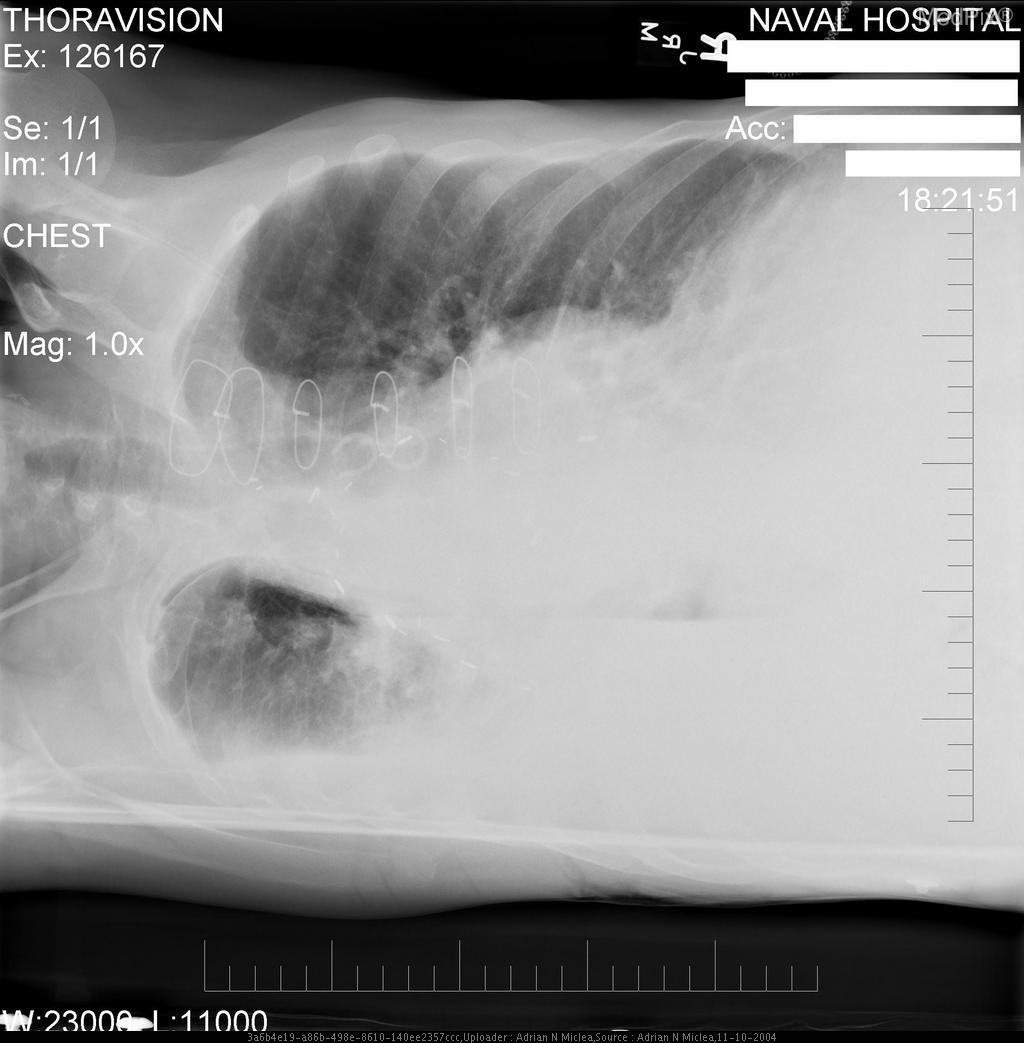 THORAVISION
Ex: 126167
Se: 1/1
Im: 1/1
CHEST
Mag: 1.0x
NAVAL HOSPITAL
MedPix®
Acc:
18:21:51
R
W:23000 L:11000
3a6b4e19-a86b-498e-8610-140ee2357ccc,Uploader : Adrian N Miclea,Source : Adrian N Miclea,11-10-2004